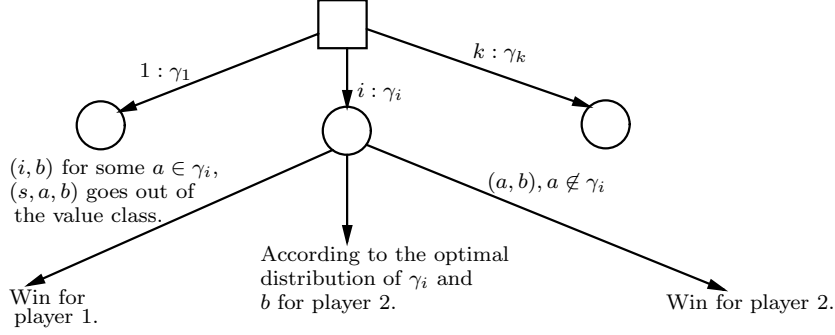 1 : γ₁
k : γₖ
i : γᵢ
(i, b) for some a ∈ γᵢ,
(s, a, b) goes out of
the value class.
(a, b), a ∉ γᵢ
According to the optimal
distribution of γᵢ and
b for player 2.
Win for
player 1.
Win for player 2.